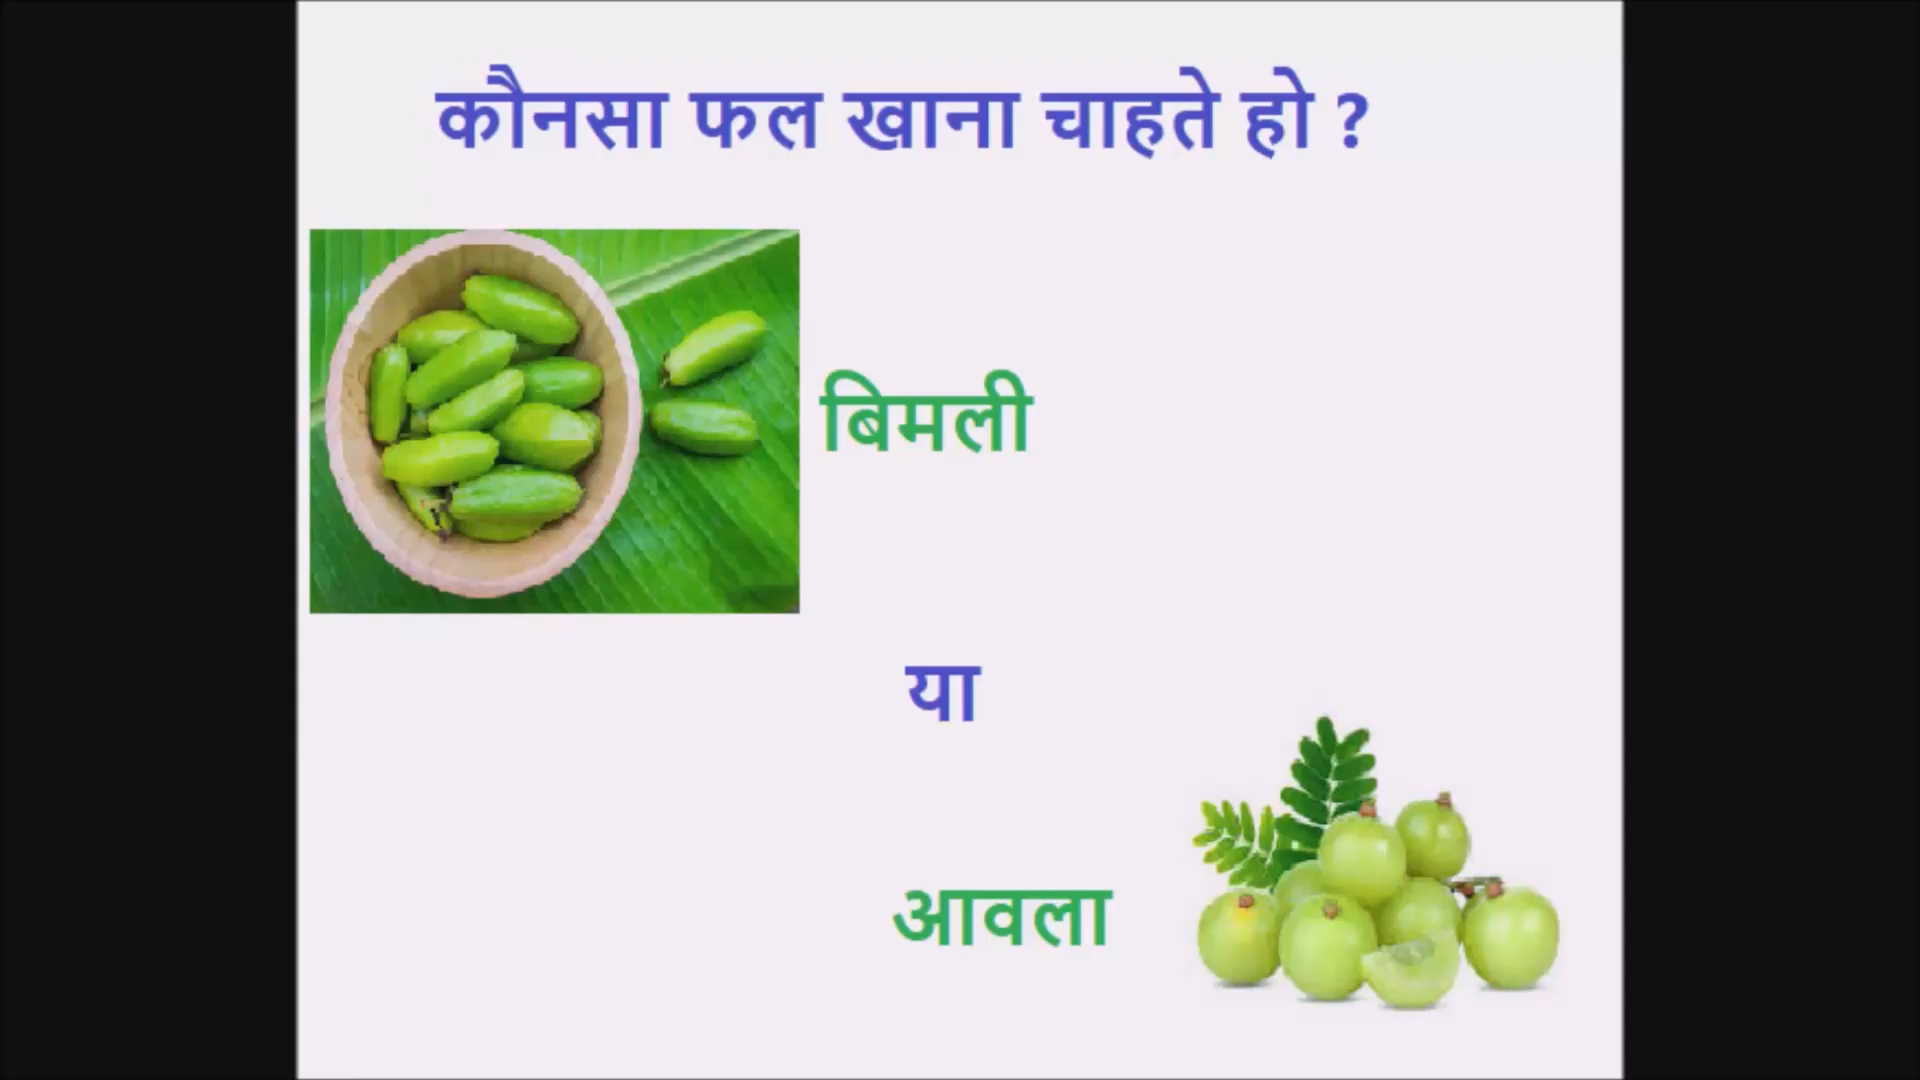 कौनसा फल खाना चाहते हो ?
बिमली
या
आवला